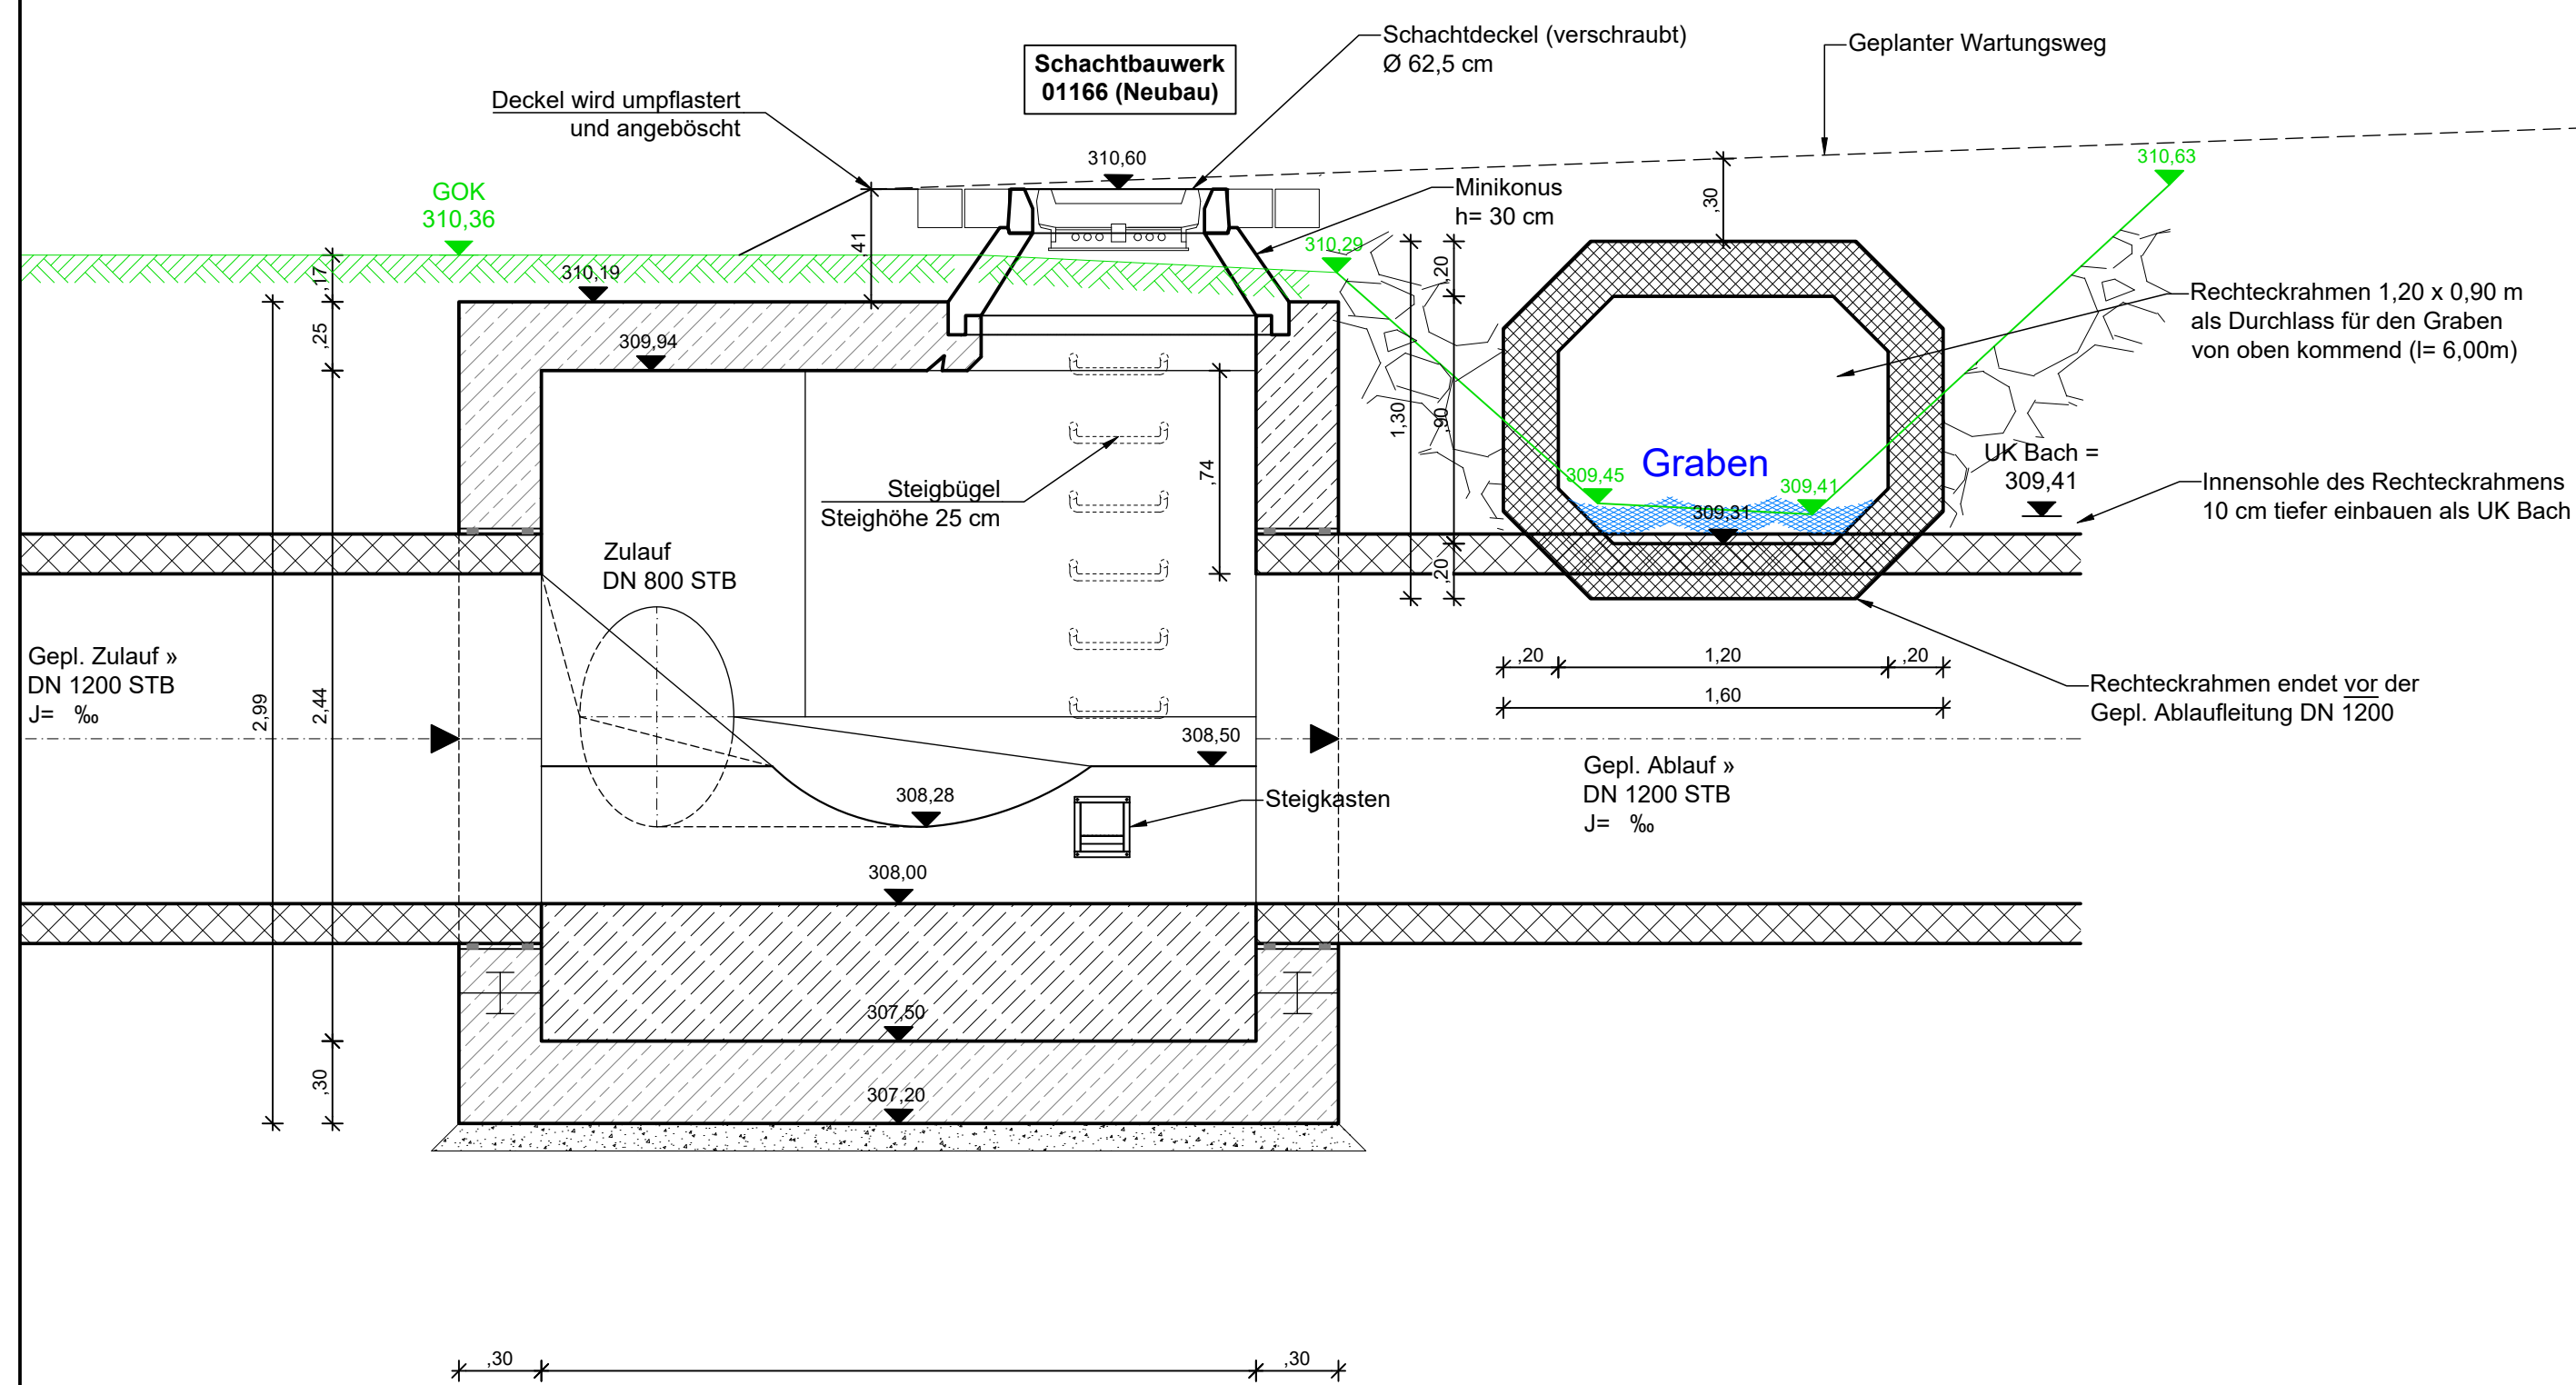 Schachtdeckel (verschraubt)
Ø 62,5 cm
Geplanter Wartungsweg
Schachtbauwerk
01166 (Neubau)
Deckel wird umpflastert
und angeböscht
310,60
310,63
GOK
310,36
Minikonus
h= 30 cm
,30
,41
310,29
310,19
,17
,20
,25
309,94
Rechteckrahmen 1,20 x 0,90 m
als Durchlass für den Graben
von oben kommend (l= 6,00m)
1,30
,90
,74
Graben
UK Bach =
309,41
309,45
309,41
309,31
Innensohle des Rechteckrahmens
10 cm tiefer einbauen als UK Bach
Steigbügel
Steighöhe 25 cm
Zulauf
DN 800 STB
,20
Gepl. Zulauf »
DN 1200 STB
J= ‰
2,99
2,44
,20
1,20
,20
1,60
Rechteckrahmen endet vor der
Gepl. Ablaufleitung DN 1200
308,50
Gepl. Ablauf »
DN 1200 STB
J= ‰
308,28
Steigkasten
308,00
307,50
,30
307,20
,30
,30